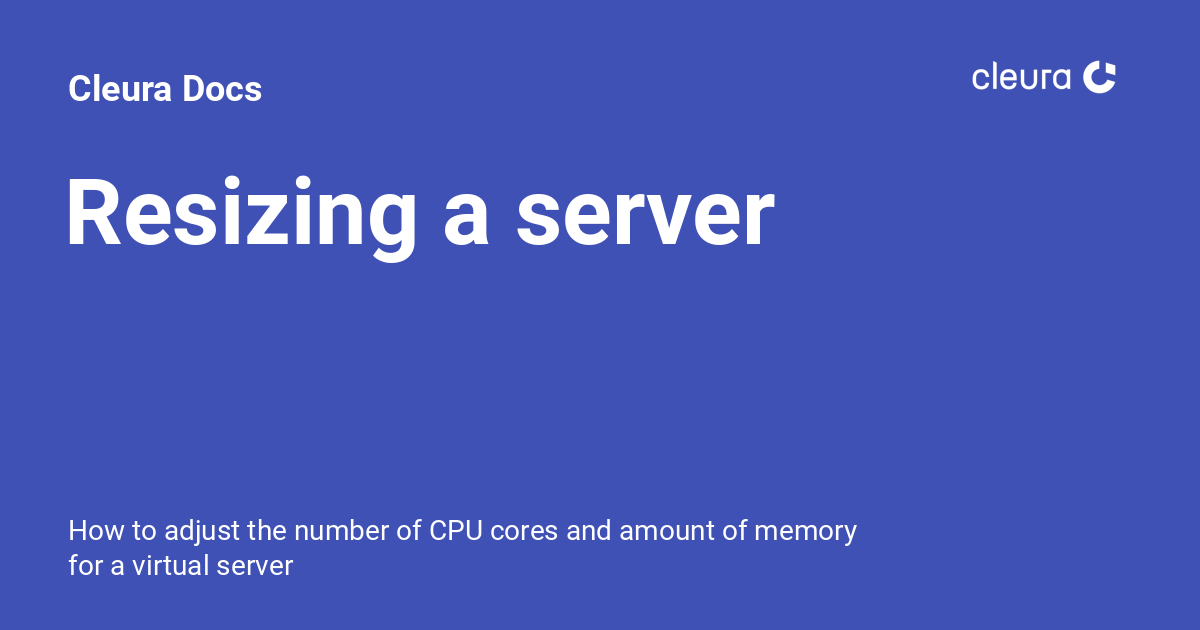 Cleura Docs
cleura
Resizing a server
How to adjust the number of CPU cores and amount of memory
for a virtual server